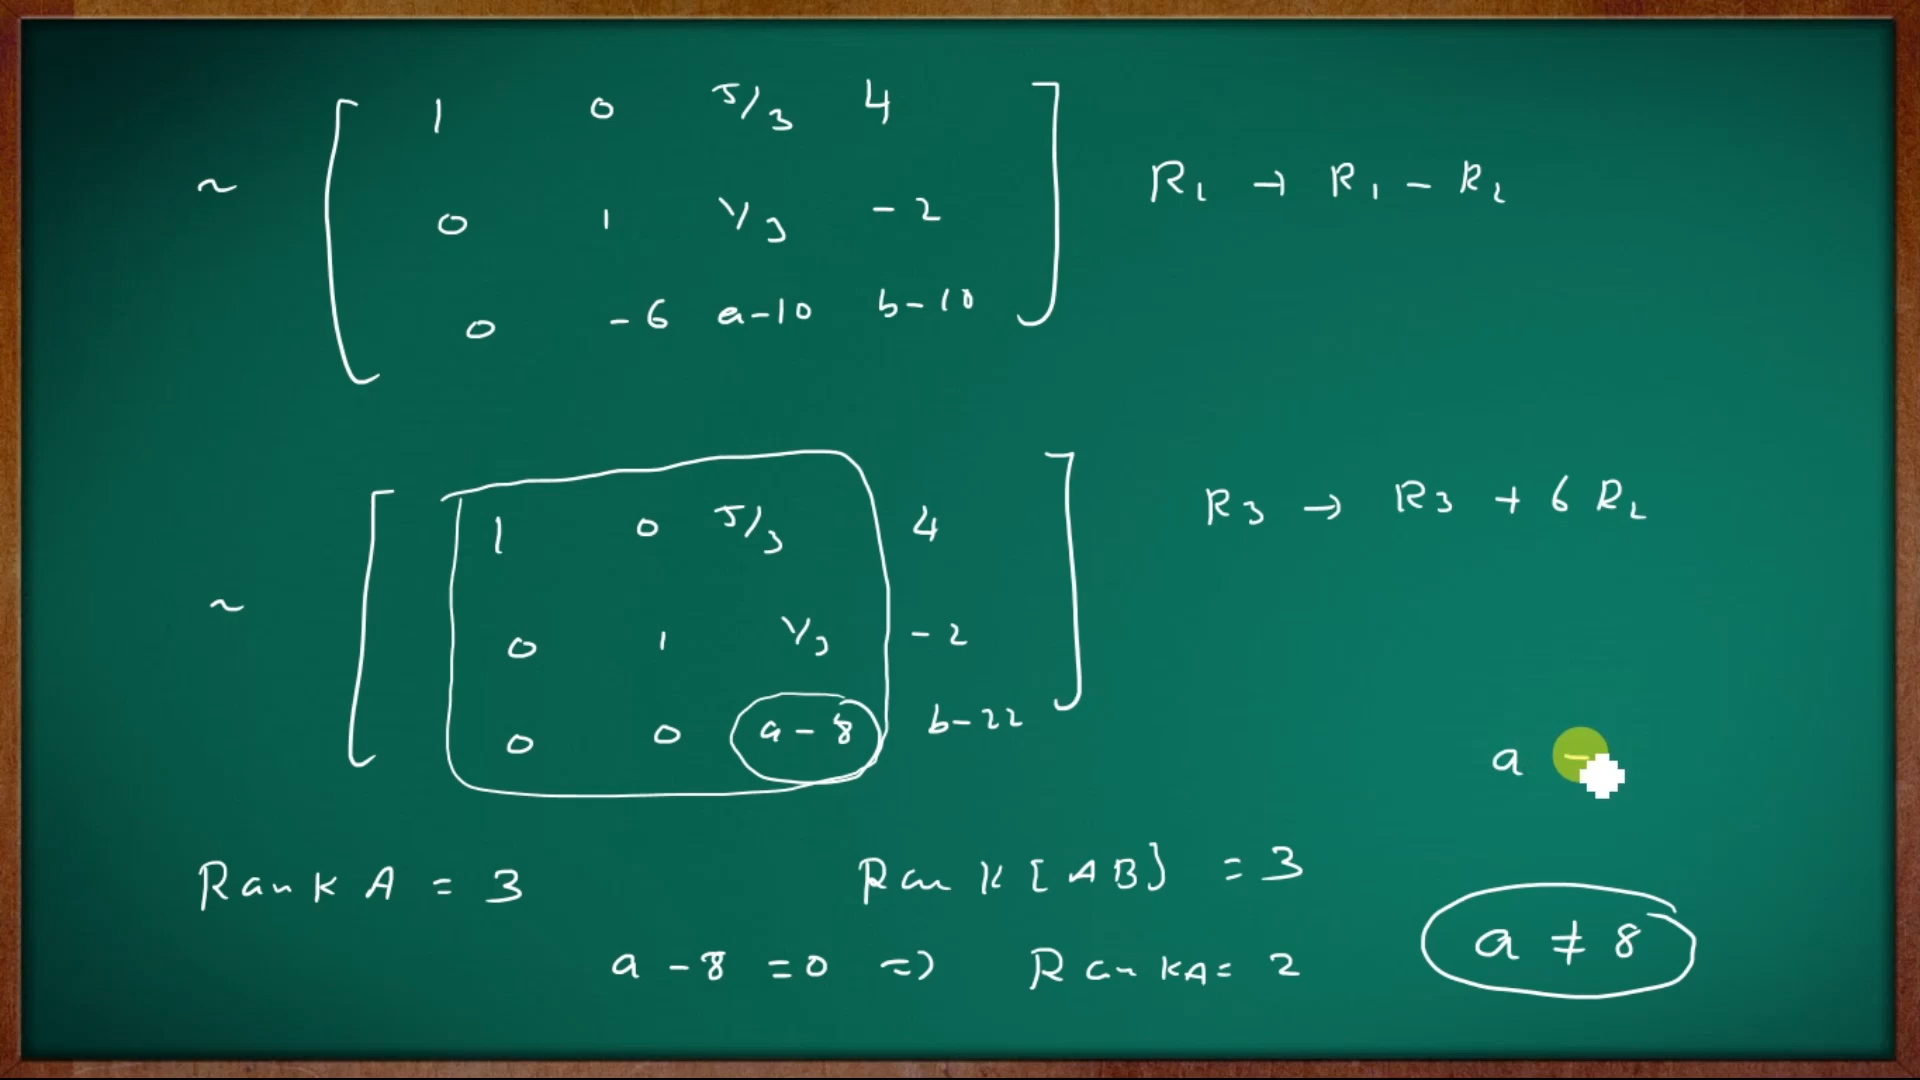 1 0 5/3 4
~ 0 1 1/3 -2 R₁ → R₁ - R₂
0 -6 a-10 b-10
1 0 5/3 4 R3 → R3 + 6 R₂
~ 0 1 1/3 -2
0 0 a-8 b-22
a -
Rank A = 3 Rank [AB] = 3
a - 8 = 0 => Rank A = 2 a ≠ 8